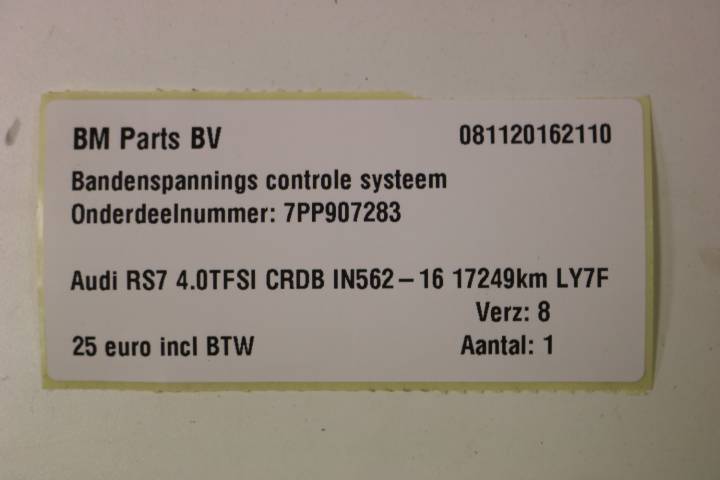 BM Parts BV 081120162110
Bandenspannings controle systeem
Onderdeelnummer: 7PP907283
Audi RS7 4.0TFSI CRDB IN562-16 17249km LY7F
Verz: 8
25 euro incl BTW Aantal: 1